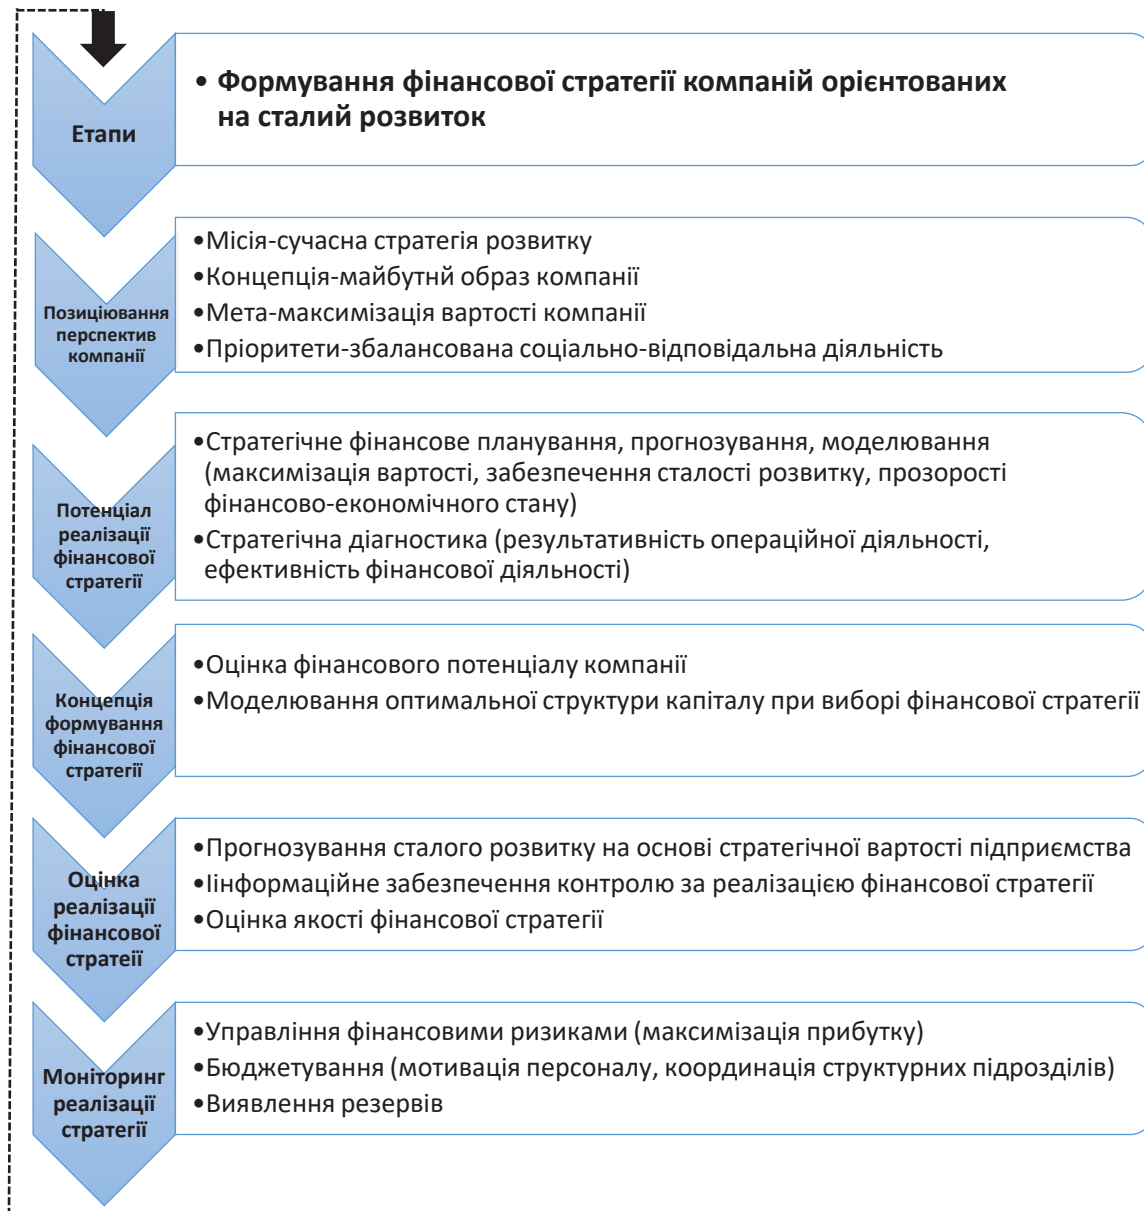 Етапи
• Формування фінансової стратегії компаній орієнтованих
на сталий розвиток
Позиціювання
перспектив
компанії
•Місія-сучасна стратегія розвитку
•Концепція-майбутнй образ компанії
•Мета-максимізація вартості компанії
•Пріоритети-збалансована соціально-відповідальна діяльність
Потенціал
реалізації
фінансової
стратегії
•Стратегічне фінансове планування, прогнозування, моделювання
(максимізація вартості, забезпечення сталості розвитку, прозорості
фінансово-економічного стану)
•Стратегічна діагностика (результативність операційної діяльності,
ефективність фінансової діяльності)
Концепція
формування
фінансової
стратегії
•Оцінка фінансового потенціалу компанії
•Моделювання оптимальної структури капіталу при виборі фінансової стратегії
Оцінка
реалізації
фінансової
стратеії
•Прогнозування сталого розвитку на основі стратегічної вартості підприємства
•Іінформаційне забезпечення контролю за реалізацією фінансової стратегії
•Оцінка якості фінансової стратегії
Моніторинг
реалізації
стратегії
•Управління фінансовими ризиками (максимізація прибутку)
•Бюджетування (мотивація персоналу, координація структурних підрозділів)
•Виявлення резервів